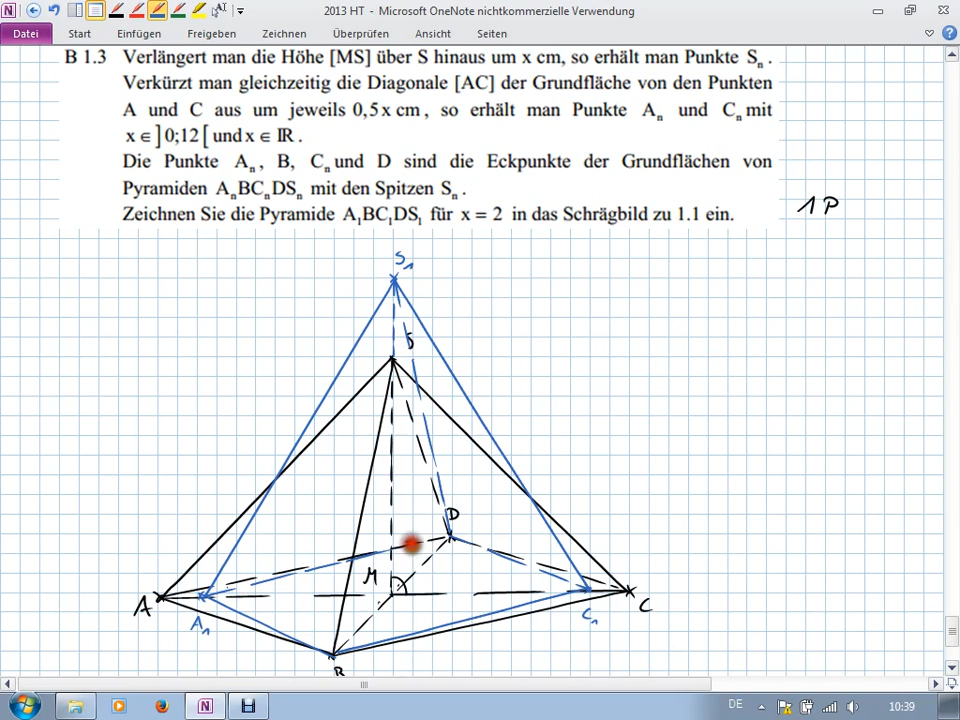 2013 HT - Microsoft OneNote nichtkommerzielle Verwendung
Datei Start Einfügen Freigeben Zeichnen Überprüfen Ansicht Seiten
B 1.3 Verlängert man die Höhe [MS] über S hinaus um x cm, so erhält man Punkte Sn.
Verkürzt man gleichzeitig die Diagonale [AC] der Grundfläche von den Punkten
A und C aus um jeweils 0,5x cm, so erhält man Punkte An und Cn mit
x ∈ ]0;12[ und x ∈ IR.
Die Punkte An, B, Cn und D sind die Eckpunkte der Grundflächen von
Pyramiden AnBCnDSn mit den Spitzen Sn.
Zeichnen Sie die Pyramide A1BC1DS1 für x = 2 in das Schrägbild zu 1.1 ein.
1P
S1
S
D
M
A
A1
C1
C
B
DE
10:39